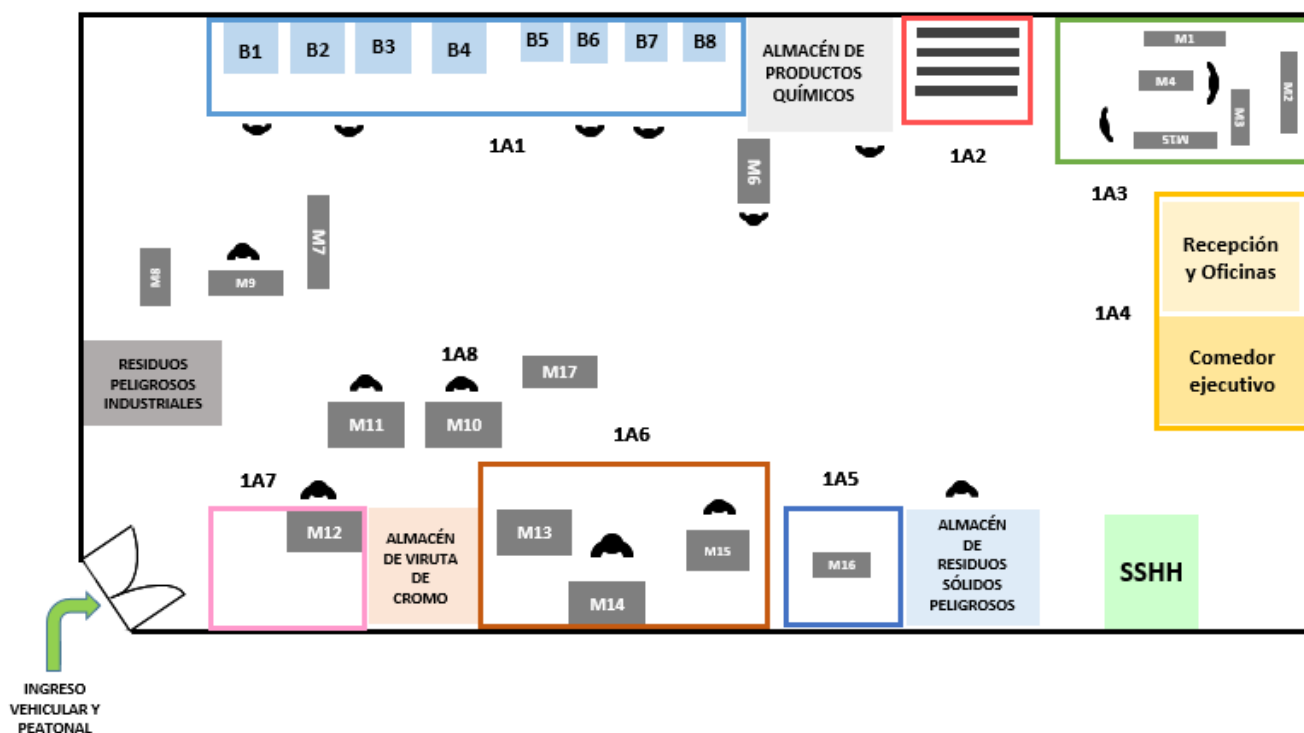 B1
B2
B3
B4
B5
B6
B7
B8
ALMACÉN DE
PRODUCTOS
QUÍMICOS
M1
M4
M2
M3
M15
1A1
1A2
M6
1A3
M7
M8
M9
Recepción
y Oficinas
1A4
Comedor
ejecutivo
RESIDUOS
PELIGROSOS
INDUSTRIALES
1A8
M17
M11
M10
1A6
1A7
1A5
M12
ALMACÉN
DE VIRUTA
DE
CROMO
M13
M14
M15
M16
ALMACÉN
DE
RESIDUOS
SÓLIDOS
PELIGROSOS
SSHH
INGRESO
VEHICULAR Y
PEATONAL